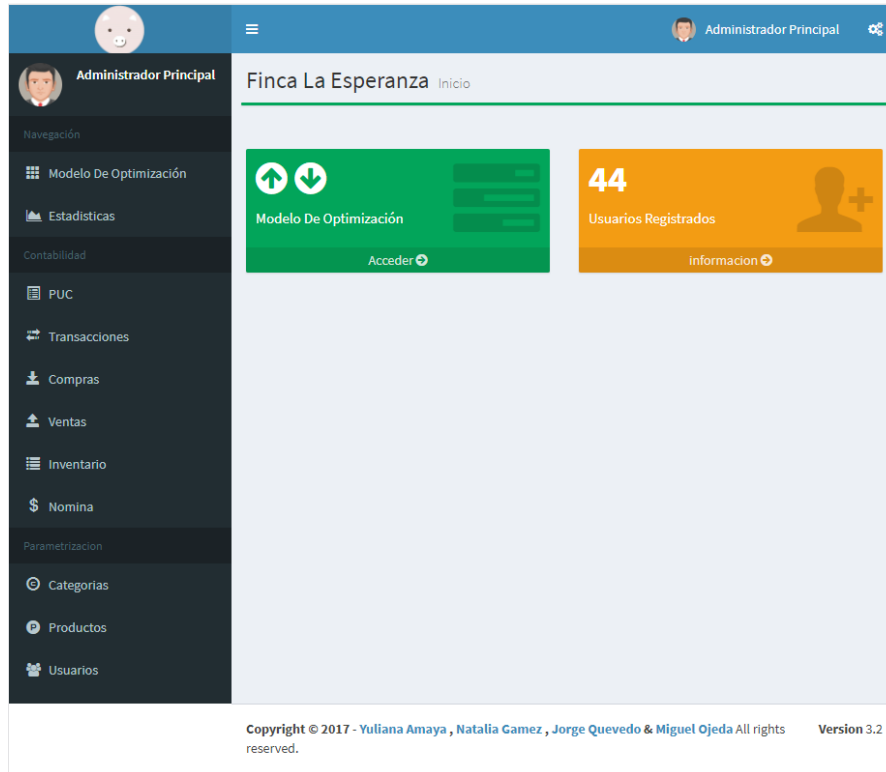 Administrador Principal
Administrador Principal
Finca La Esperanza Inicio
Navegación
Modelo De Optimización
Estadisticas
Contabilidad
PUC
Transacciones
Compras
Ventas
Inventario
$ Nomina
Parametrizacion
Categorias
Productos
Usuarios
Modelo De Optimización
Acceder
44
Usuarios Registrados
informacion
Copyright © 2017 - Yuliana Amaya , Natalia Gamez , Jorge Quevedo & Miguel Ojeda All rights
reserved.
Version 3.2